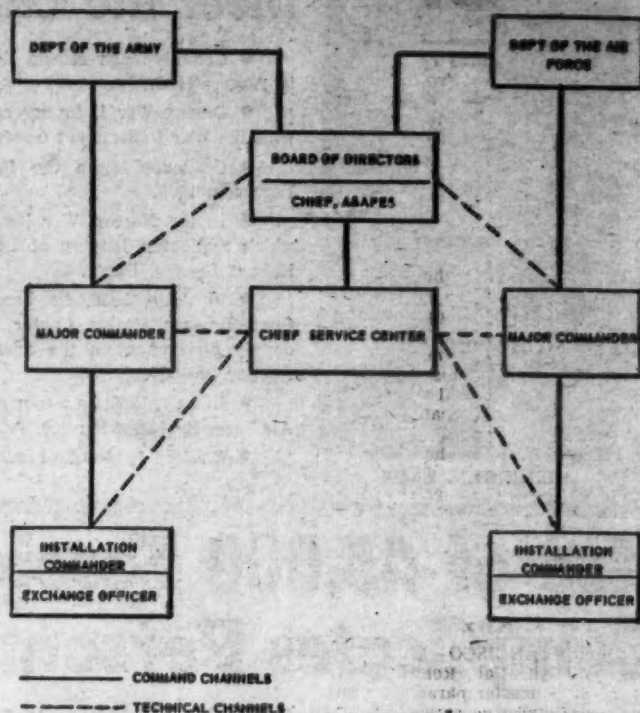 DEPT OF THE ARMY
DEPT OF THE AIR
FORCE
BOARD OF DIRECTORS
CHIEF, A&AFES
MAJOR COMMANDER
CHIEF SERVICE CENTER
MAJOR COMMANDER
INSTALLATION
COMMANDER
EXCHANGE OFFICER
INSTALLATION
COMMANDER
EXCHANGE OFFICER
COMMAND CHANNELS
TECHNICAL CHANNELS